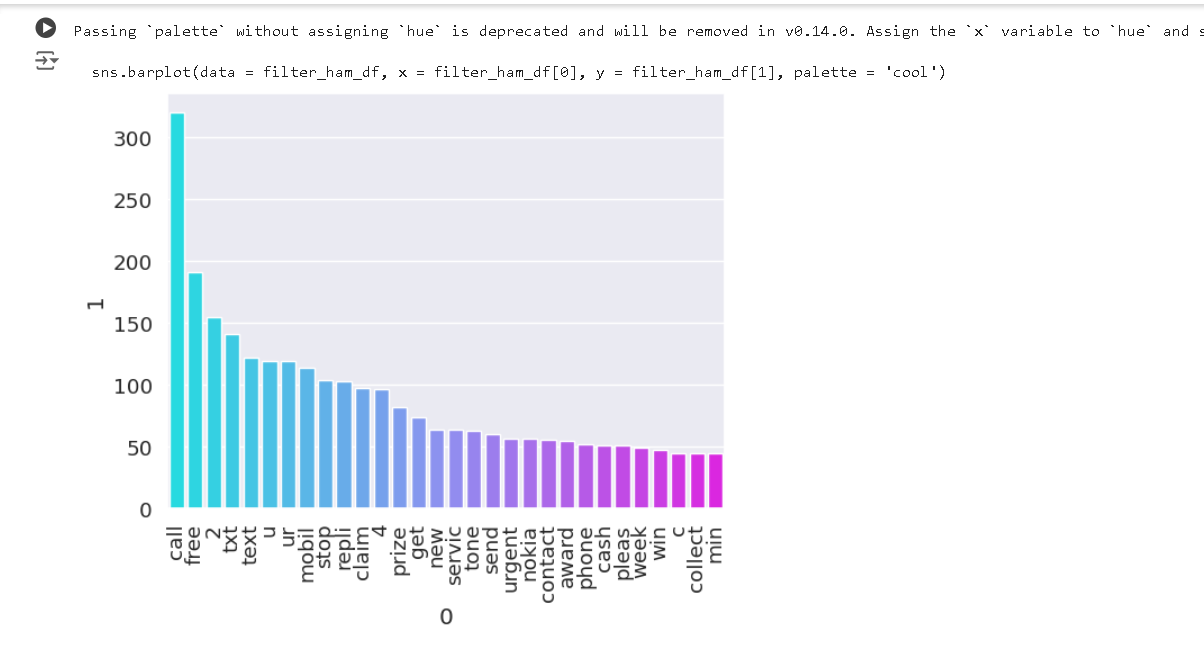 Passing `palette` without assigning `hue` is deprecated and will be removed in v0.14.0. Assign the `x` variable to `hue` and s
sns.barplot(data = filter_ham_df, x = filter_ham_df[0], y = filter_ham_df[1], palette = 'cool')
300
250
200
150
100
50
0
1
call
free
2
txt
text
u
ur
mobil
stop
repli
claim
4
prize
get
new
servic
tone
send
urgent
nokia
contact
award
phone
cash
pleas
week
win
c
collect
min
0